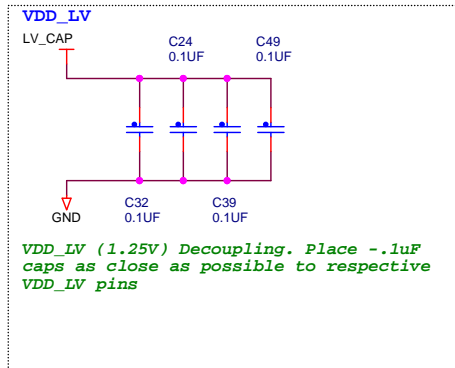 VDD_LV
LV_CAP
C24
0.1UF
C49
0.1UF
C32
0.1UF
C39
0.1UF
GND
VDD_LV (1.25V) Decoupling. Place -.1uF
caps as close as possible to respective
VDD_LV pins